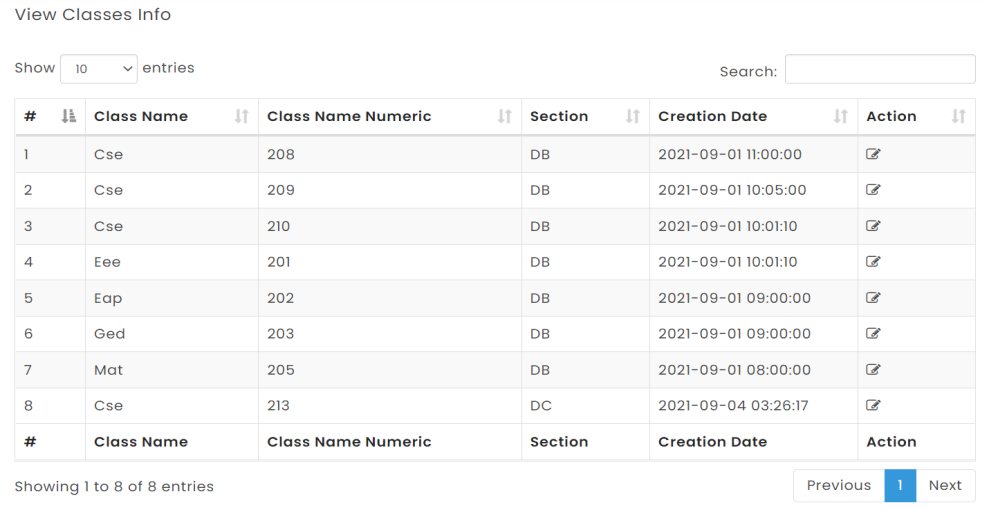 View Classes Info
Show 10 entries
Search:
# Class Name Class Name Numeric Section Creation Date Action
1 Cse 208 DB 2021-09-01 11:00:00
2 Cse 209 DB 2021-09-01 10:05:00
3 Cse 210 DB 2021-09-01 10:01:10
4 Eee 201 DB 2021-09-01 10:01:10
5 Eap 202 DB 2021-09-01 09:00:00
6 Ged 203 DB 2021-09-01 09:00:00
7 Mat 205 DB 2021-09-01 08:00:00
8 Cse 213 DC 2021-09-04 03:26:17
# Class Name Class Name Numeric Section Creation Date Action
Showing 1 to 8 of 8 entries
Previous 1 Next